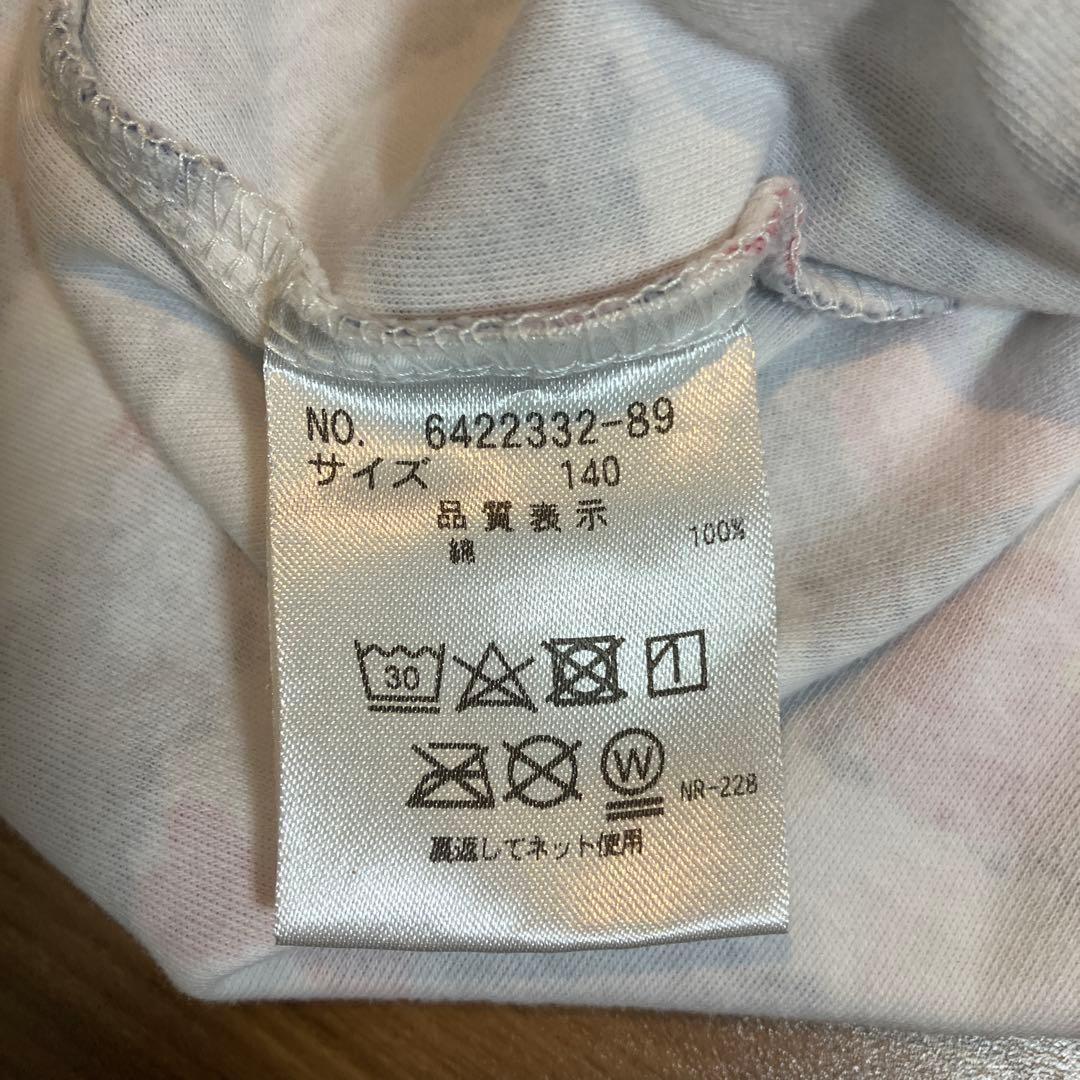 NO. 6422332-89
サイズ 140
品質表示
綿 100%
30
W NR-228
裏返してネット使用